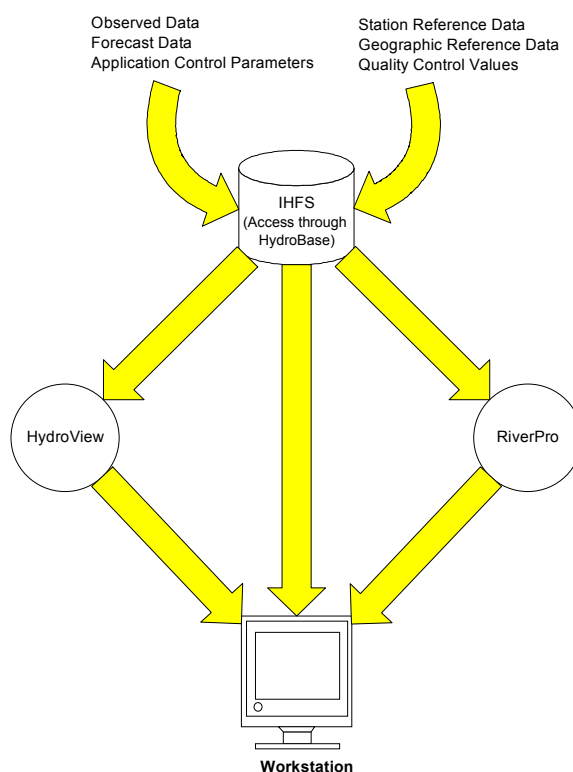 Observed Data
Forecast Data
Application Control Parameters
Station Reference Data
Geographic Reference Data
Quality Control Values
IHFS
(Access through
HydroBase)
HydroView
RiverPro
Workstation